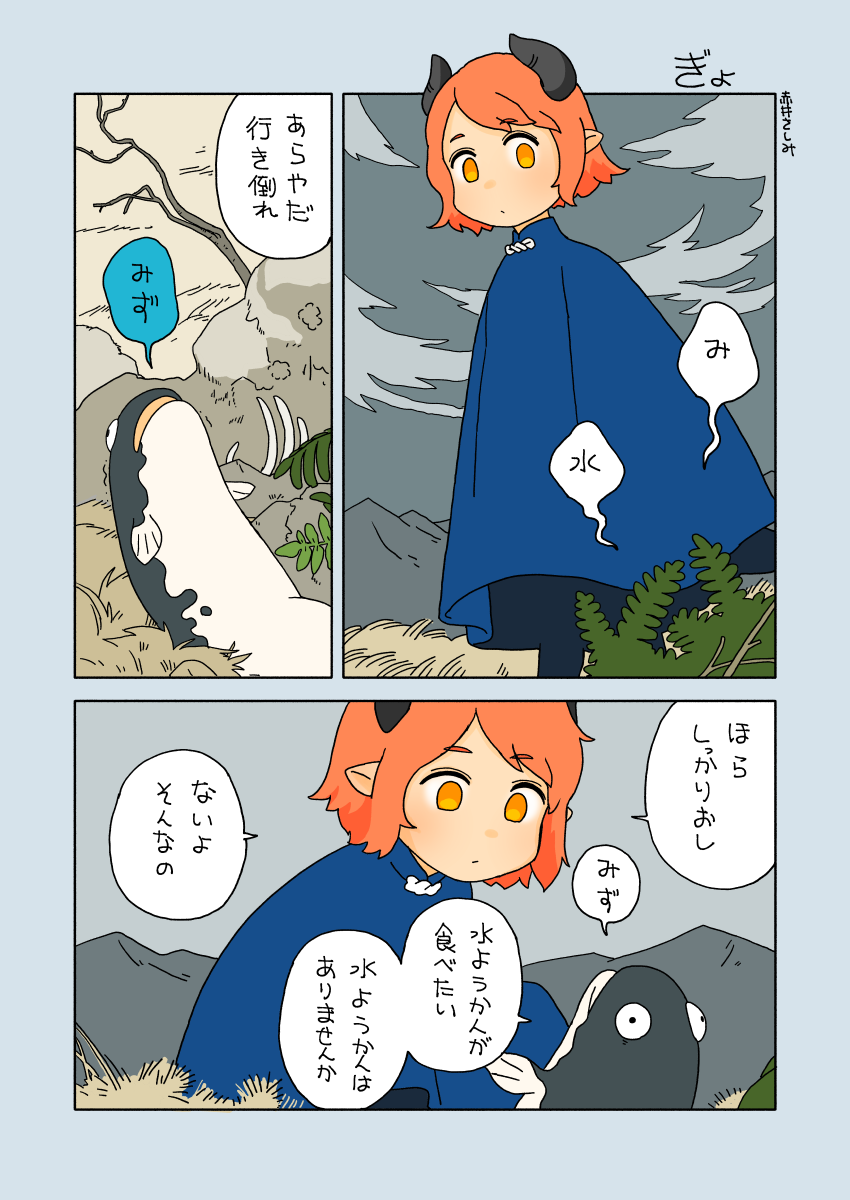 ぎょ
赤井さしみ
み
水
あらやだ
行き倒れ
みず
ほら
しっかりおし
みず
水ようかんが
食べたい
水ようかんは
ありませんか
ないよ
そんなの